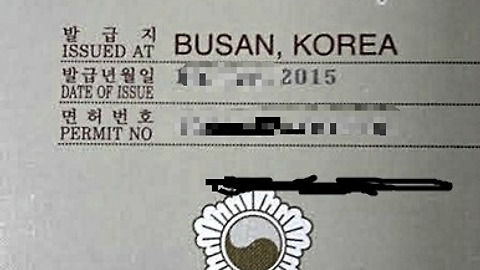 발 급 지
ISSUED AT BUSAN, KOREA
발급년월일 2015
DATE OF ISSUE
면 허 번 호
PERMIT NO